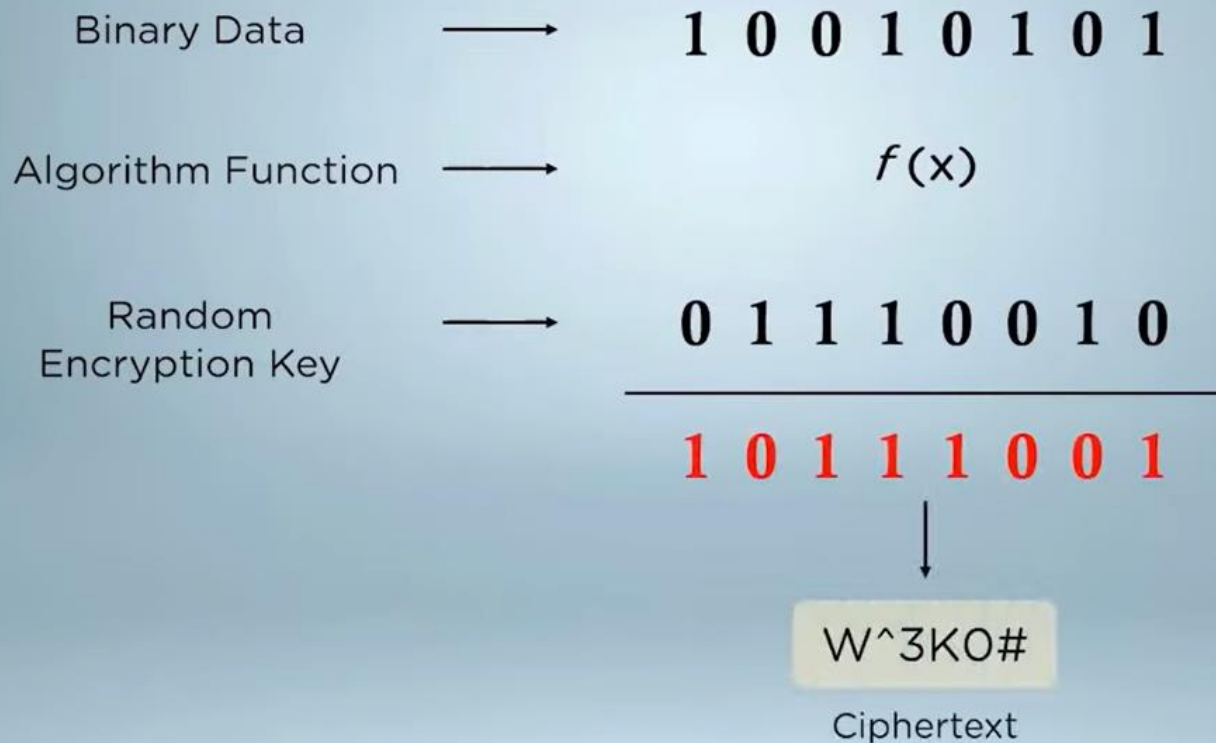 Binary Data 1 0 0 1 0 1 0 1
Algorithm Function f(x)
Random
Encryption Key 0 1 1 1 0 0 1 0
1 0 1 1 1 0 0 1
W^3KO#
Ciphertext